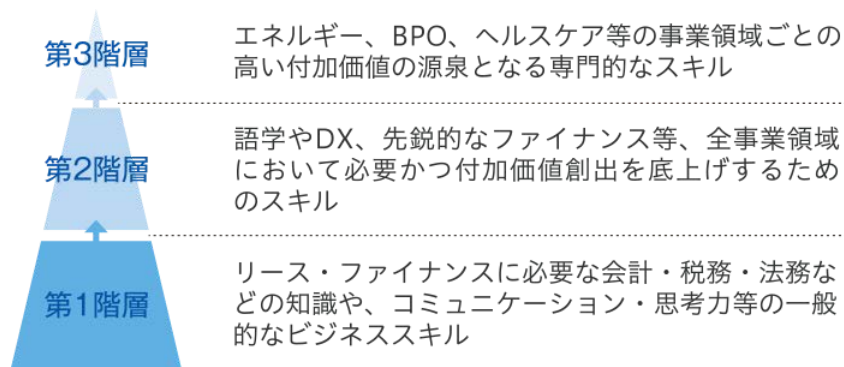 第3階層
エネルギー、BPO、ヘルスケア等の事業領域ごとの
高い付加価値の源泉となる専門的なスキル
第2階層
語学やDX、先鋭的なファイナンス等、全事業領域
において必要かつ付加価値創出を底上げするため
のスキル
第1階層
リース・ファイナンスに必要な会計・税務・法務な
どの知識や、コミュニケーション・思考力等の一般
的なビジネススキル